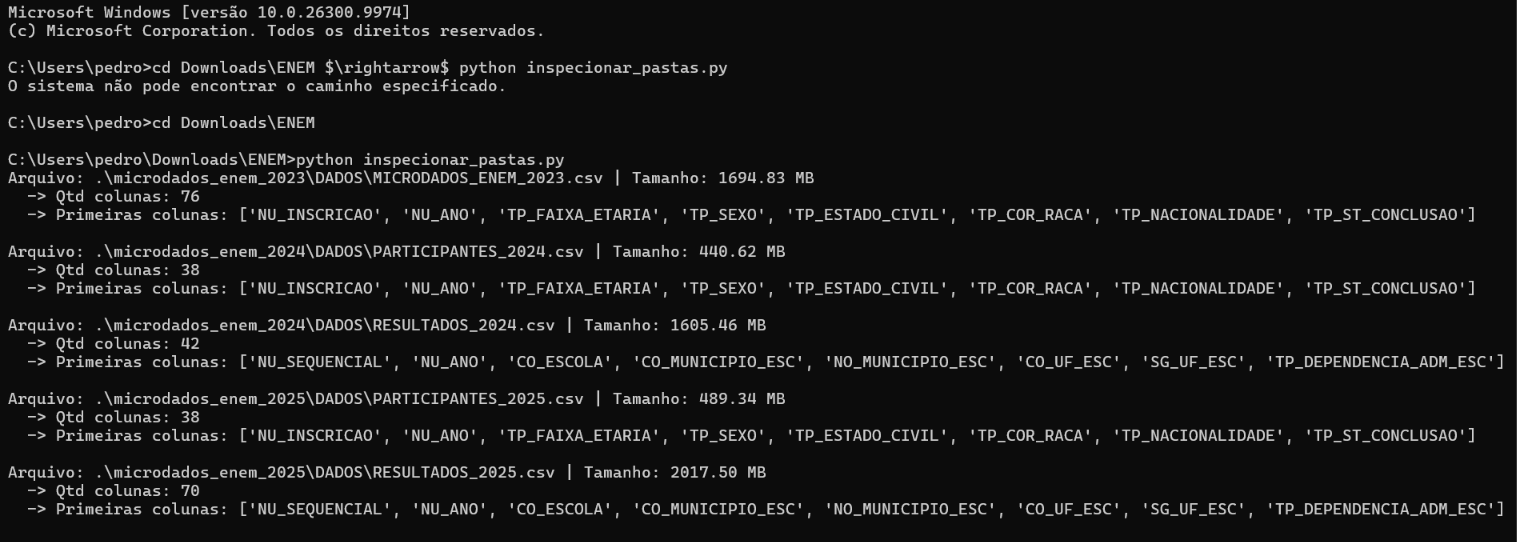 Microsoft Windows [versão 10.0.26300.9974]
(c) Microsoft Corporation. Todos os direitos reservados.
C:\Users\pedro>cd Downloads\ENEM $\rightarrow$ python inspecionar_pastas.py
O sistema não pode encontrar o caminho especificado.
C:\Users\pedro>cd Downloads\ENEM
C:\Users\pedro\Downloads\ENEM>python inspecionar_pastas.py
Arquivo: .\microdados_enem_2023\DADOS\MICRODADOS_ENEM_2023.csv | Tamanho: 1694.83 MB
-> Qtd colunas: 76
-> Primeiras colunas: ['NU_INSCRICAO', 'NU_ANO', 'TP_FAIXA_ETARIA', 'TP_SEXO', 'TP_ESTADO_CIVIL', 'TP_COR_RACA', 'TP_NACIONALIDADE', 'TP_ST_CONCLUSAO']
Arquivo: .\microdados_enem_2024\DADOS\PARTICIPANTES_2024.csv | Tamanho: 440.62 MB
-> Qtd colunas: 38
-> Primeiras colunas: ['NU_INSCRICAO', 'NU_ANO', 'TP_FAIXA_ETARIA', 'TP_SEXO', 'TP_ESTADO_CIVIL', 'TP_COR_RACA', 'TP_NACIONALIDADE', 'TP_ST_CONCLUSAO']
Arquivo: .\microdados_enem_2024\DADOS\RESULTADOS_2024.csv | Tamanho: 1605.46 MB
-> Qtd colunas: 42
-> Primeiras colunas: ['NU_SEQUENCIAL', 'NU_ANO', 'CO_ESCOLA', 'CO_MUNICIPIO_ESC', 'NO_MUNICIPIO_ESC', 'CO_UF_ESC', 'SG_UF_ESC', 'TP_DEPENDENCIA_ADM_ESC']
Arquivo: .\microdados_enem_2025\DADOS\PARTICIPANTES_2025.csv | Tamanho: 489.34 MB
-> Qtd colunas: 38
-> Primeiras colunas: ['NU_INSCRICAO', 'NU_ANO', 'TP_FAIXA_ETARIA', 'TP_SEXO', 'TP_ESTADO_CIVIL', 'TP_COR_RACA', 'TP_NACIONALIDADE', 'TP_ST_CONCLUSAO']
Arquivo: .\microdados_enem_2025\DADOS\RESULTADOS_2025.csv | Tamanho: 2017.50 MB
-> Qtd colunas: 70
-> Primeiras colunas: ['NU_SEQUENCIAL', 'NU_ANO', 'CO_ESCOLA', 'CO_MUNICIPIO_ESC', 'NO_MUNICIPIO_ESC', 'CO_UF_ESC', 'SG_UF_ESC', 'TP_DEPENDENCIA_ADM_ESC']